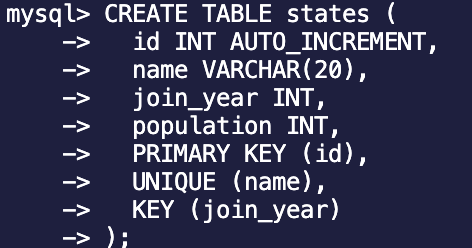 mysql> CREATE TABLE states (
    ->   id INT AUTO_INCREMENT,
    ->   name VARCHAR(20),
    ->   join_year INT,
    ->   population INT,
    ->   PRIMARY KEY (id),
    ->   UNIQUE (name),
    ->   KEY (join_year)
    -> );